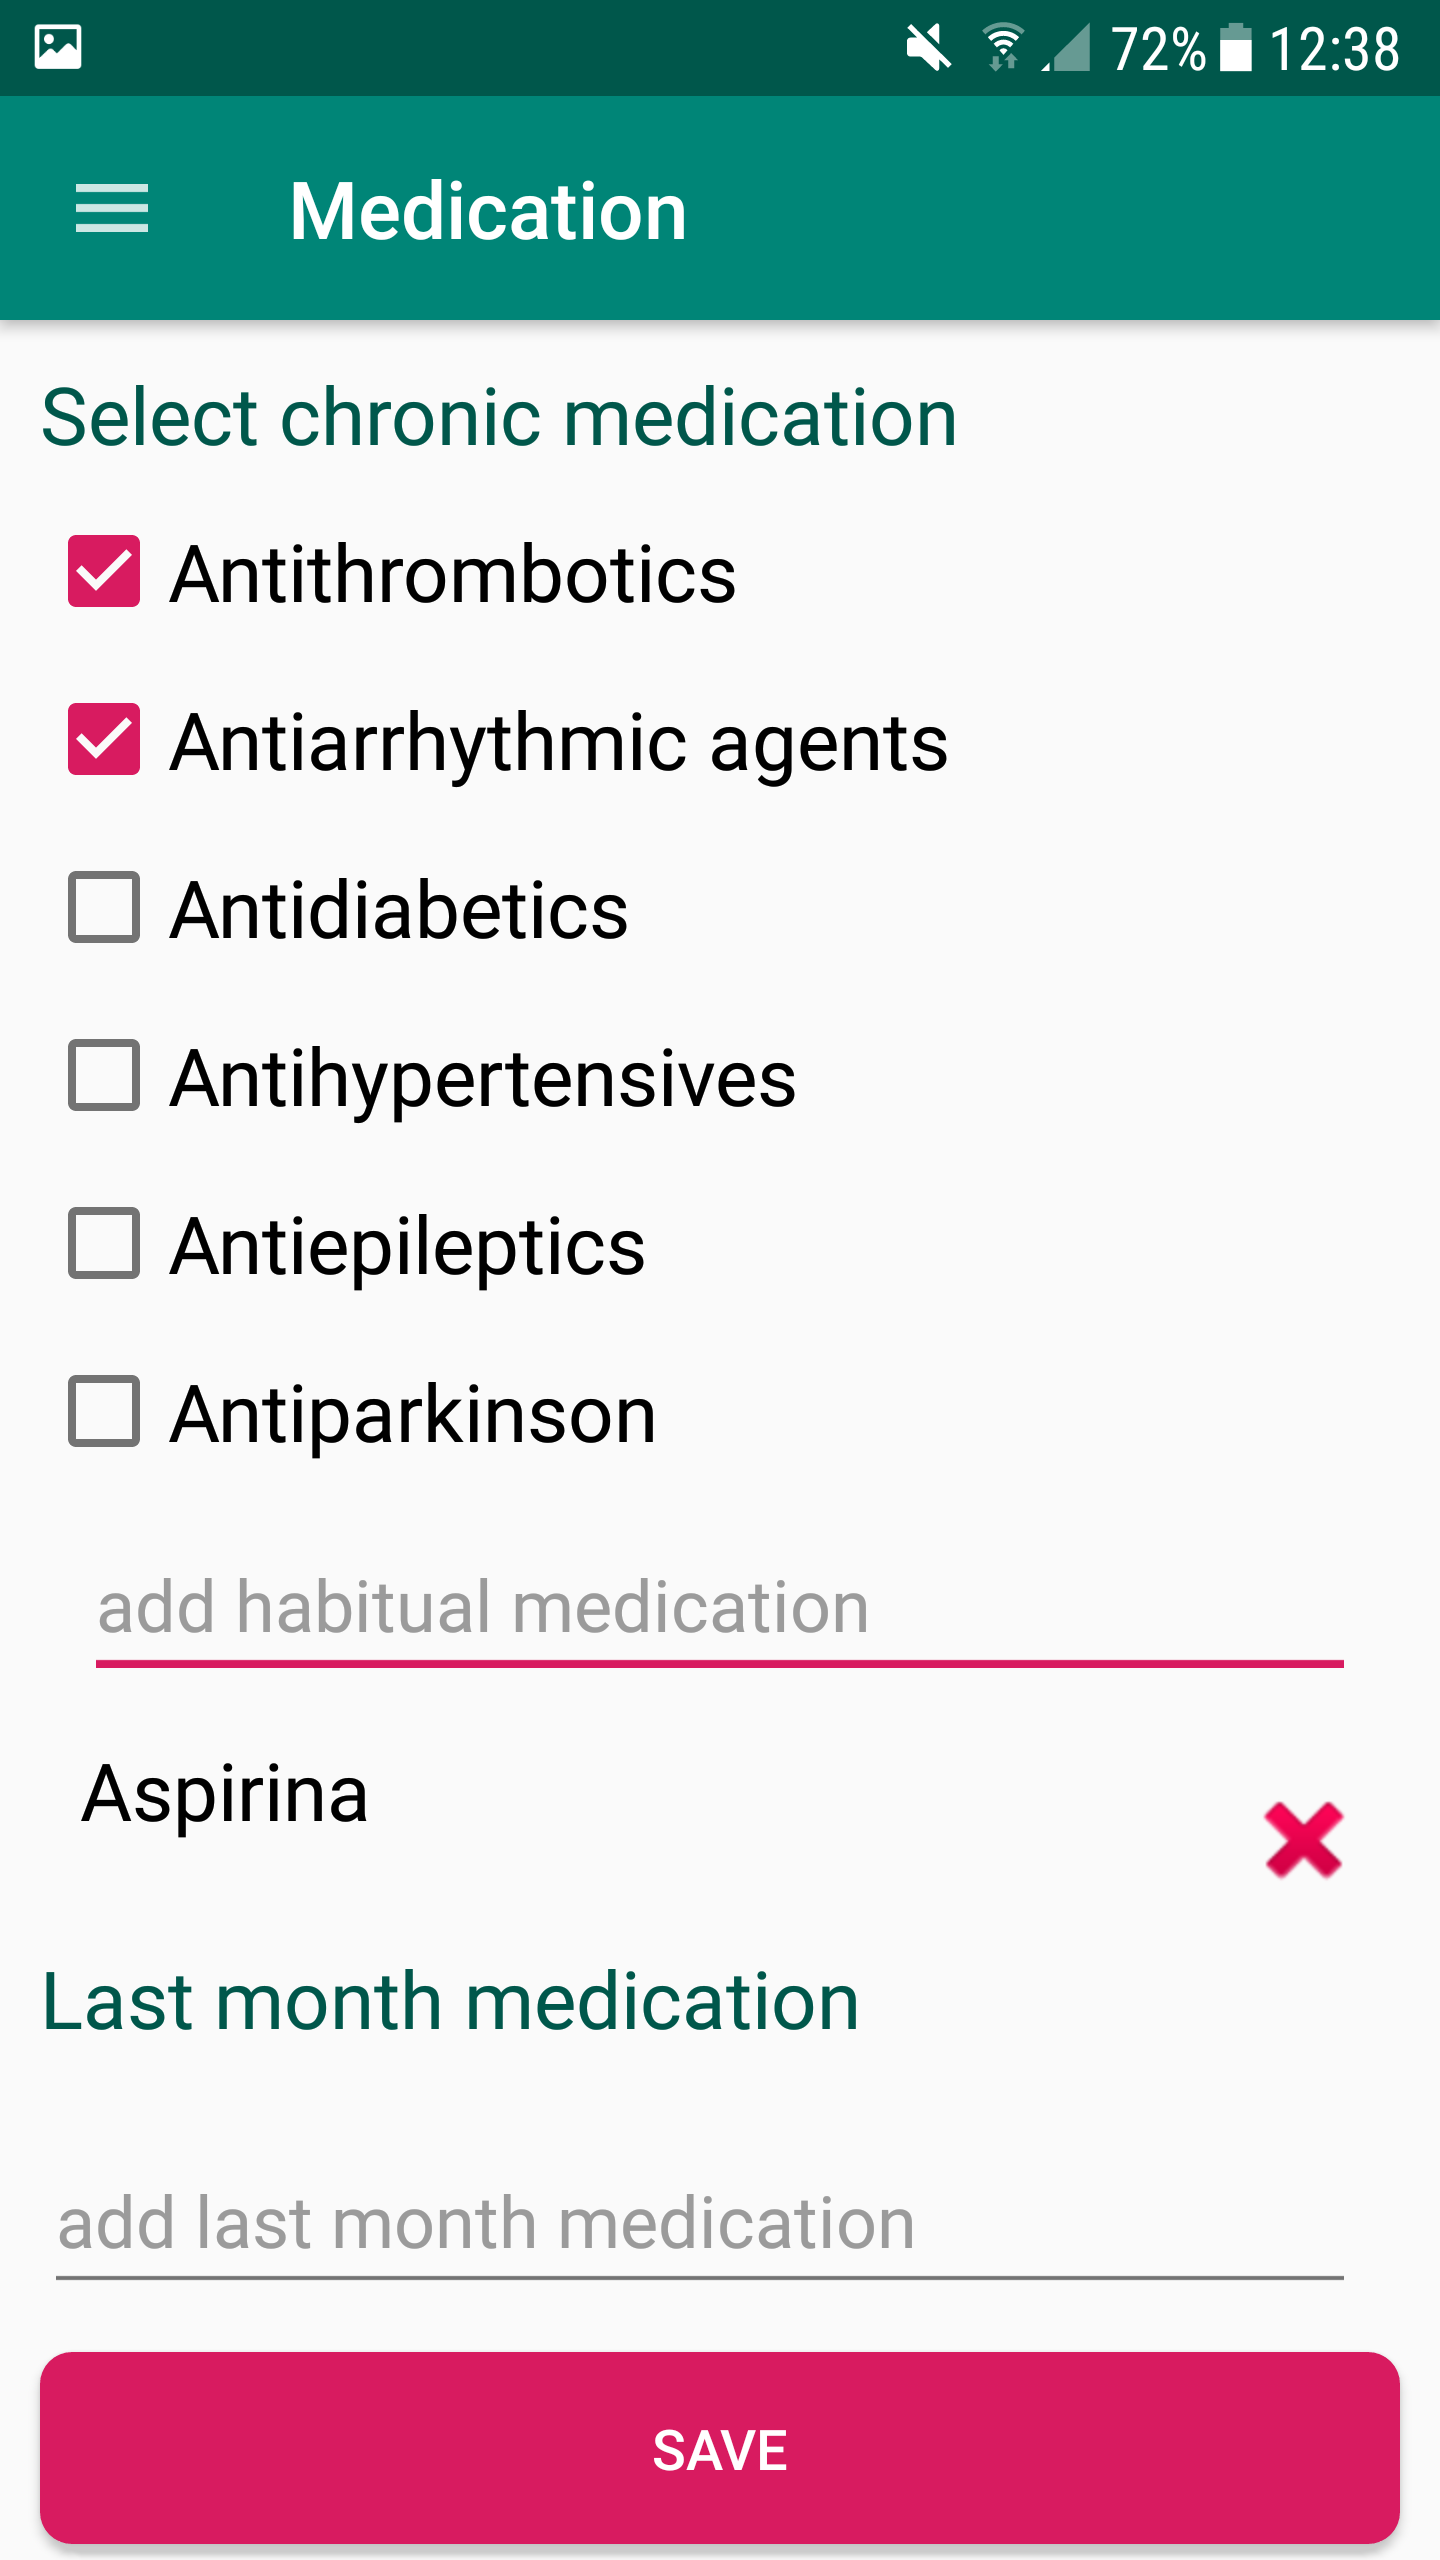 72% 12:38
Medication
Select chronic medication
Antithrombotics
Antiarrhythmic agents
Antidiabetics
Antihypertensives
Antiepileptics
Antiparkinson
add habitual medication
Aspirina
Last month medication
add last month medication
SAVE